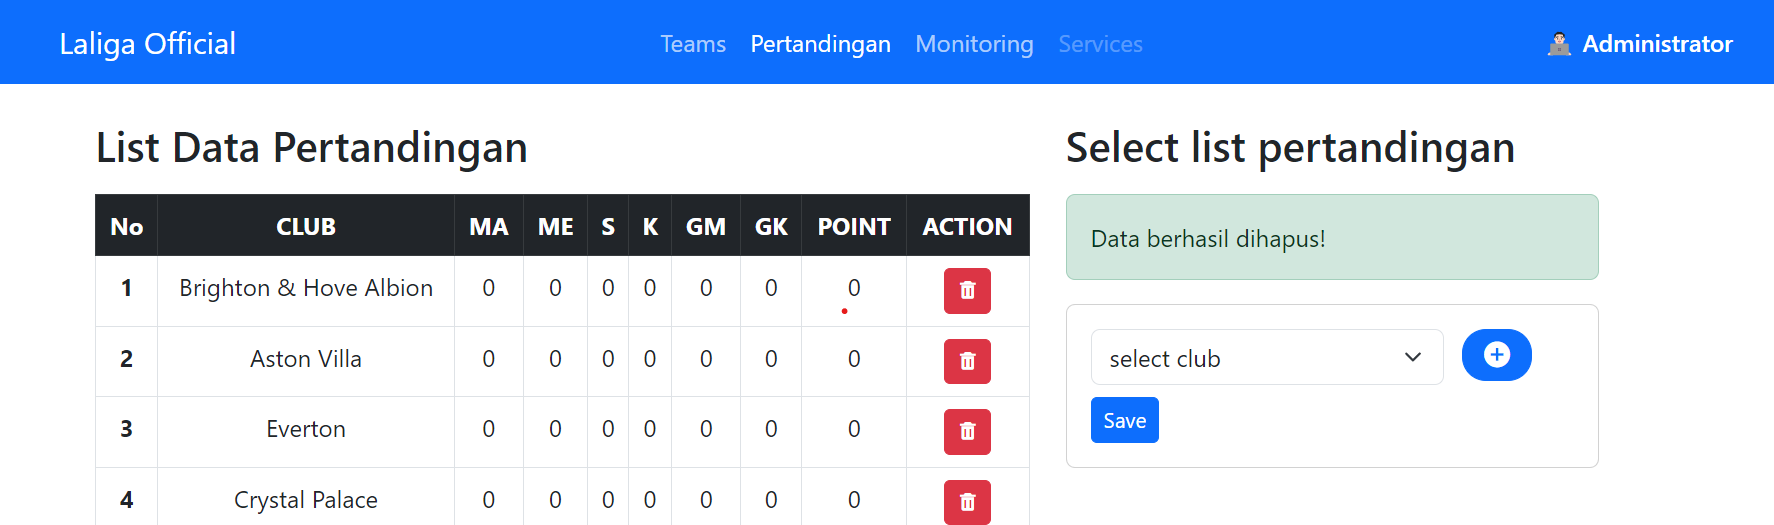 Laliga Official
Teams Pertandingan Monitoring Services
Administrator
List Data Pertandingan
No CLUB MA ME S K GM GK POINT ACTION
1 Brighton & Hove Albion 0 0 0 0 0 0 0
2 Aston Villa 0 0 0 0 0 0 0
3 Everton 0 0 0 0 0 0 0
4 Crystal Palace 0 0 0 0 0 0 0
Select list pertandingan
Data berhasil dihapus!
select club
Save